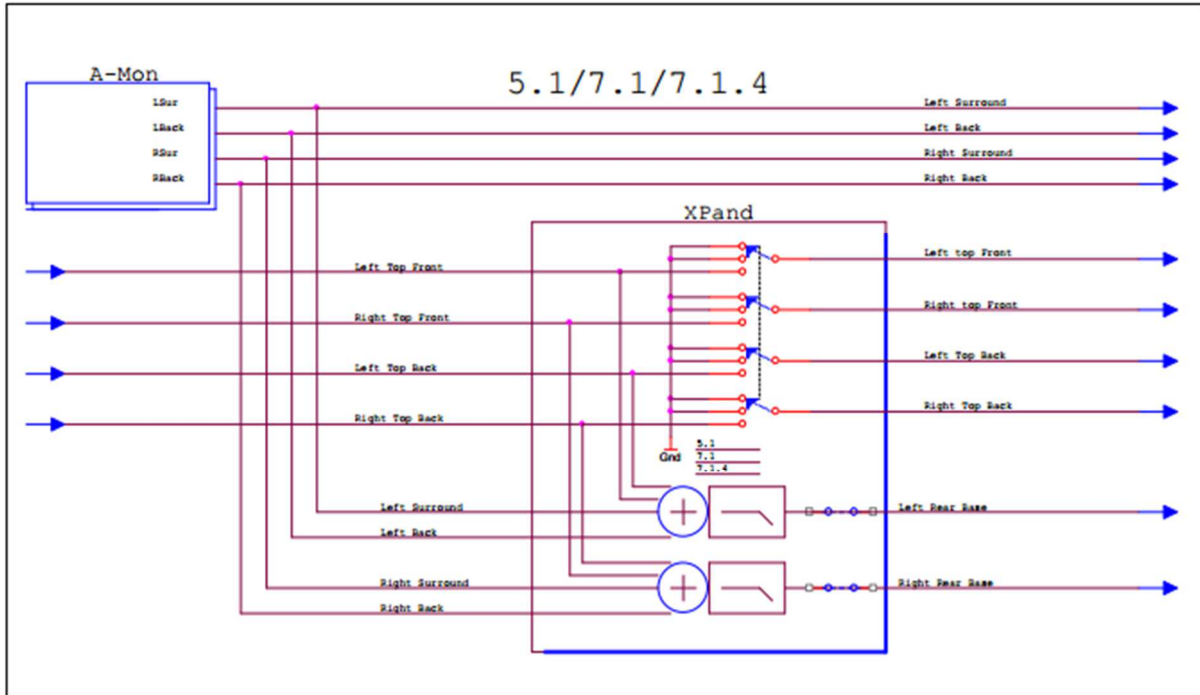 A-Mon
5.1/7.1/7.1.4
LSur
Left Surround
LBack
Left Back
RSur
Right Surround
RBack
Right Back
XPand
Left top Front
Left Top Front
Right top Front
Right Top Front
Left Top Back
Left Top Back
Right Top Back
Right Top Back
5.1
Gnd
7.1
7.1.4
Left Surround
Left Rear Base
Left Back
Right Surround
Right Rear Base
Right Back